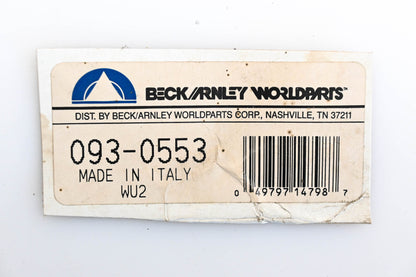 BECK/ARNLEY WORLDPARTS™
DIST. BY BECK/ARNLEY WORLDPARTS CORP., NASHVILLE, TN 37211
093-0553
MADE IN ITALY
WU2
0 49797 14798 7